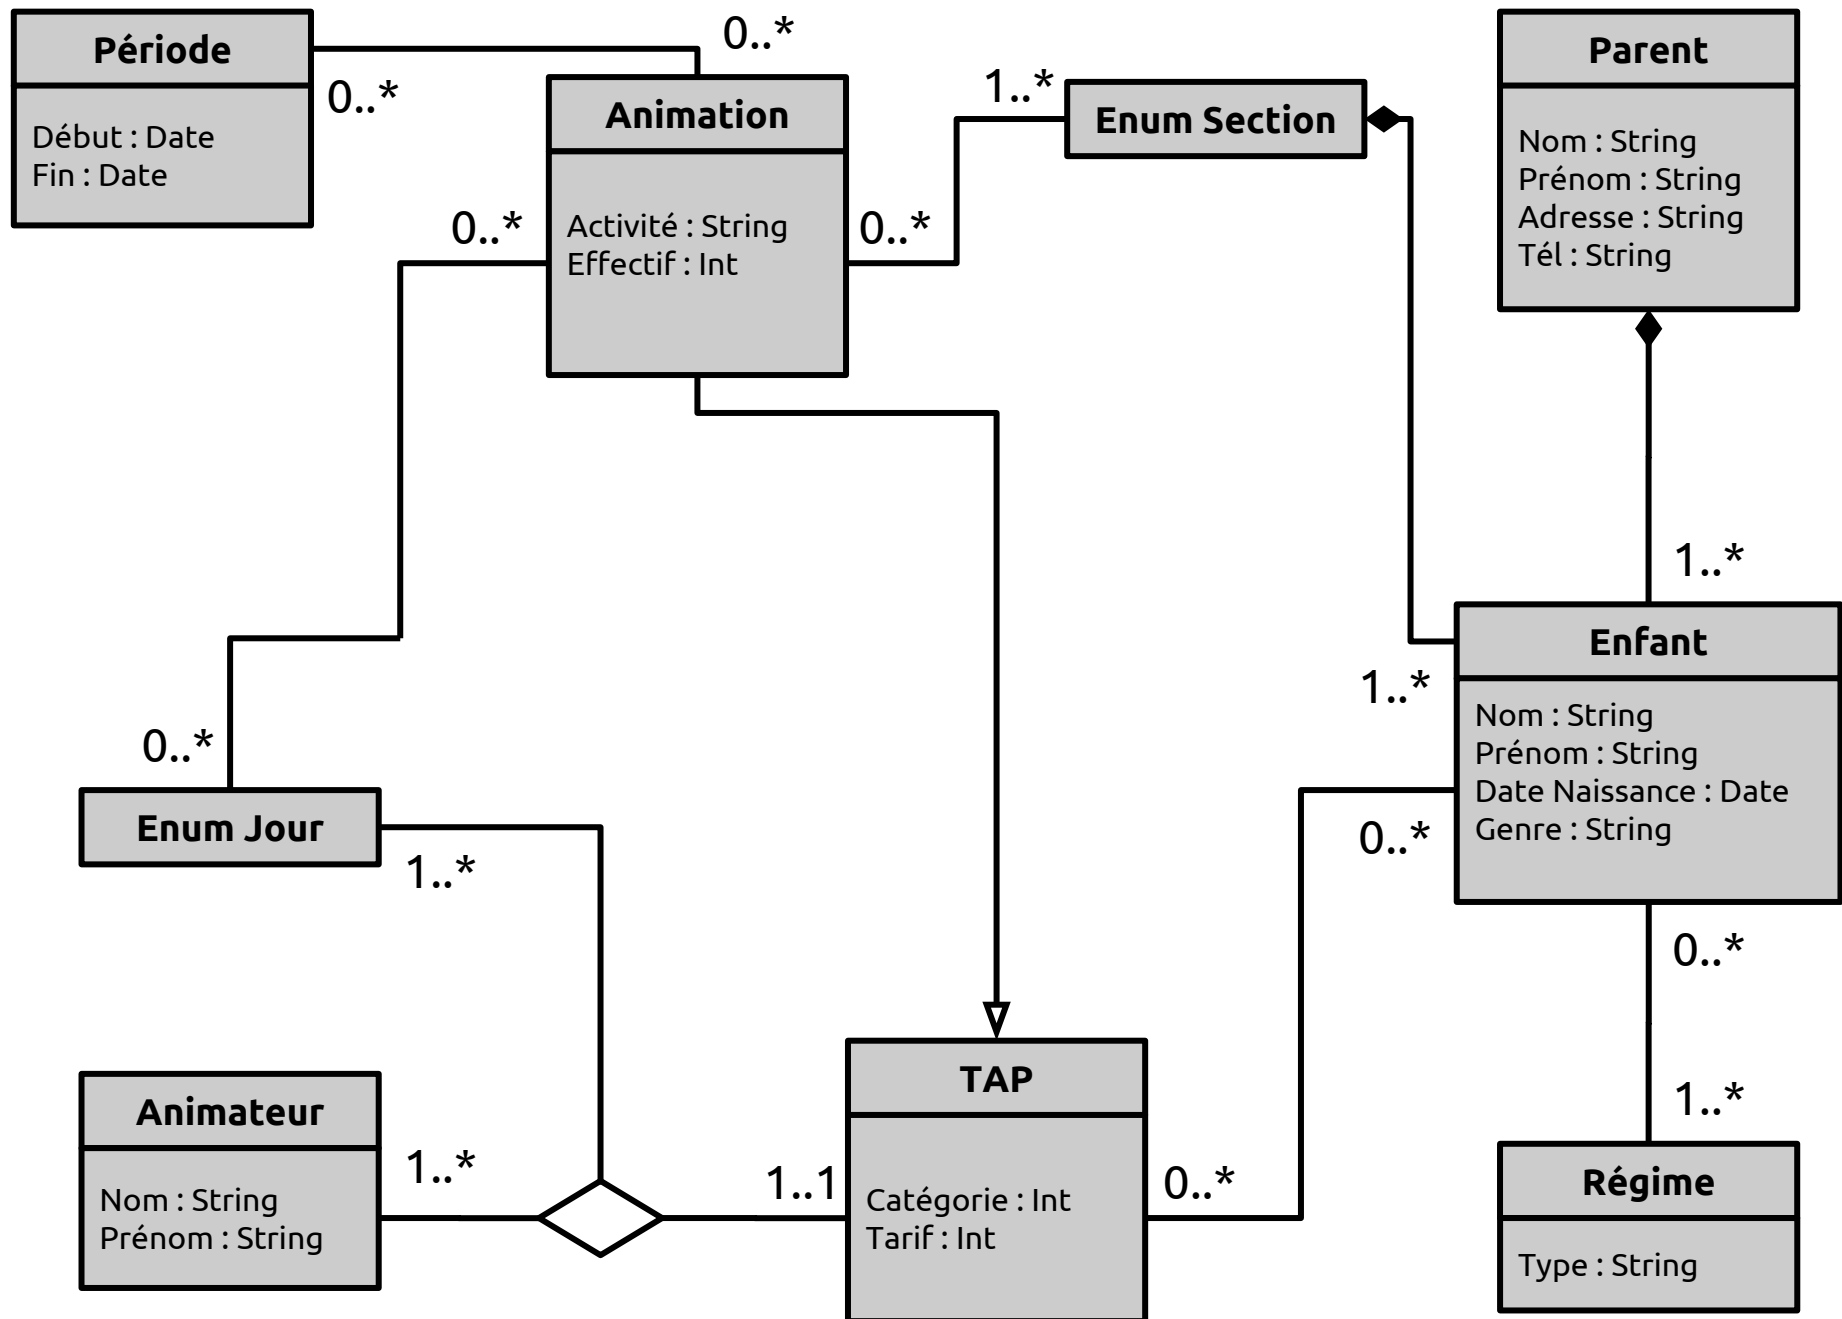 Période
0..*
0..*
Début : Date
Fin : Date
Animation
Activité : String
Effectif : Int
0..*
0..*
1..*
Enum Section
Parent
Nom : String
Prénom : String
Adresse : String
Tél : String
1..*
Enfant
1..*
Nom : String
Prénom : String
Date Naissance : Date
Genre : String
0..*
0..*
Enum Jour
1..*
0..*
1..*
Régime
Type : String
Animateur
Nom : String
Prénom : String
1..*
1..1
TAP
Catégorie : Int
Tarif : Int
0..*